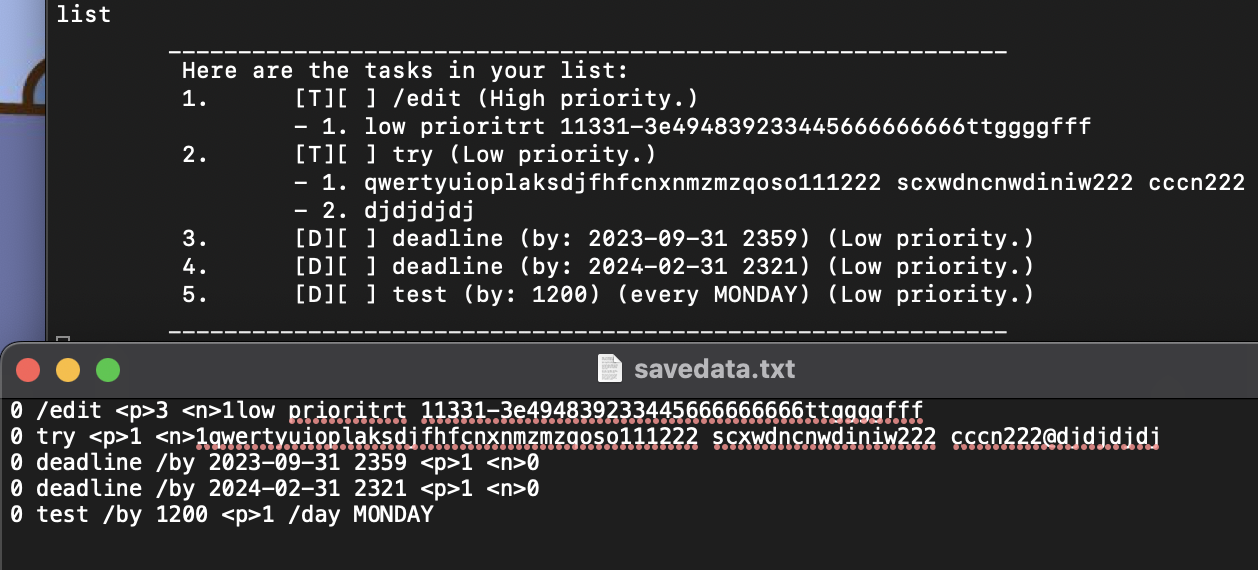 list
____________________________________________________________
Here are the tasks in your list:
1. [T][ ] /edit (High priority.)
- 1. low prioritrt 11331-3e4948392334456666666666ttggggfff
2. [T][ ] try (Low priority.)
- 1. qwertyuioplaksdjfhfcnxnmzmzqoso111222 scxwdncnwdiniw222 cccn222
- 2. djdjdjdj
3. [D][ ] deadline (by: 2023-09-31 2359) (Low priority.)
4. [D][ ] deadline (by: 2024-02-31 2321) (Low priority.)
5. [D][ ] test (by: 1200) (every MONDAY) (Low priority.)
____________________________________________________________
savedata.txt
0 /edit <p>3 <n>1low prioritrt 11331-3e4948392334456666666666ttggggfff
0 try <p>1 <n>1qwertyuioplaksdjfhfcnxnmzmzqoso111222 scxwdncnwdiniw222 cccn222@djdjdjdj
0 deadline /by 2023-09-31 2359 <p>1 <n>0
0 deadline /by 2024-02-31 2321 <p>1 <n>0
0 test /by 1200 <p>1 /day MONDAY